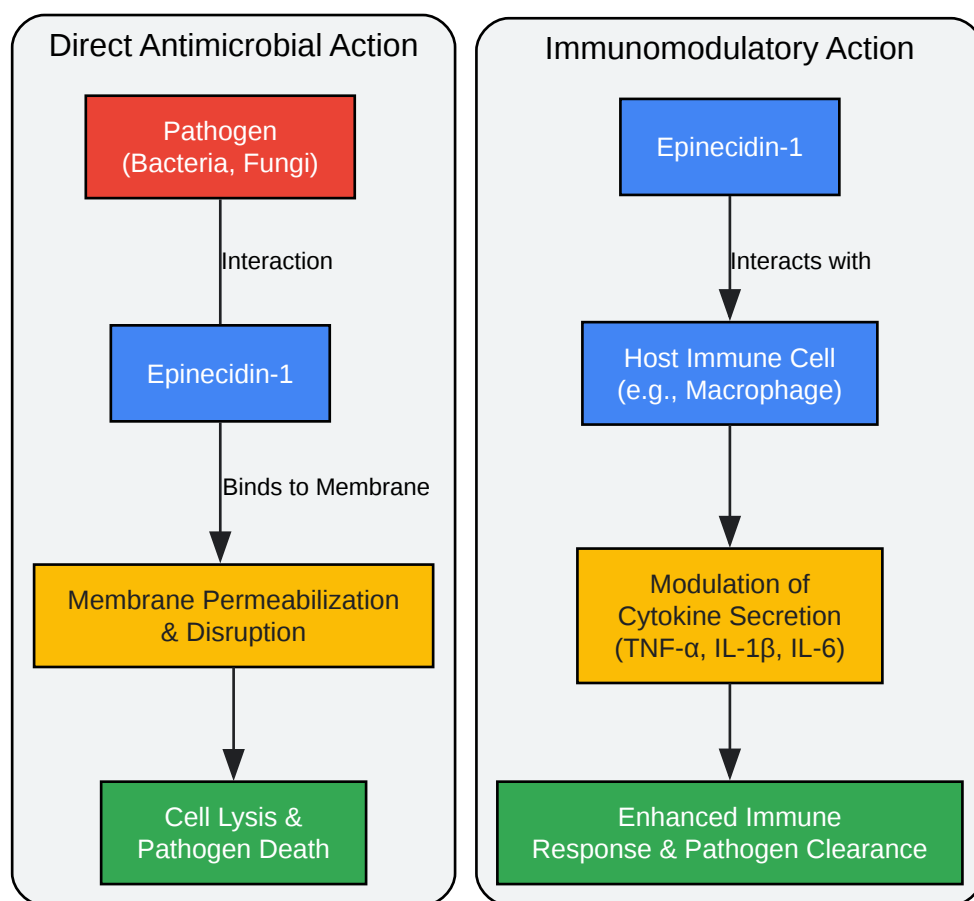 Direct Antimicrobial Action
Pathogen
(Bacteria, Fungi)
Interaction
Epinecidin-1
Binds to Membrane
Membrane Permeabilization
& Disruption
Cell Lysis &
Pathogen Death
Immunomodulatory Action
Epinecidin-1
Interacts with
Host Immune Cell
(e.g., Macrophage)
Modulation of
Cytokine Secretion
(TNF-α, IL-1β, IL-6)
Enhanced Immune
Response & Pathogen Clearance